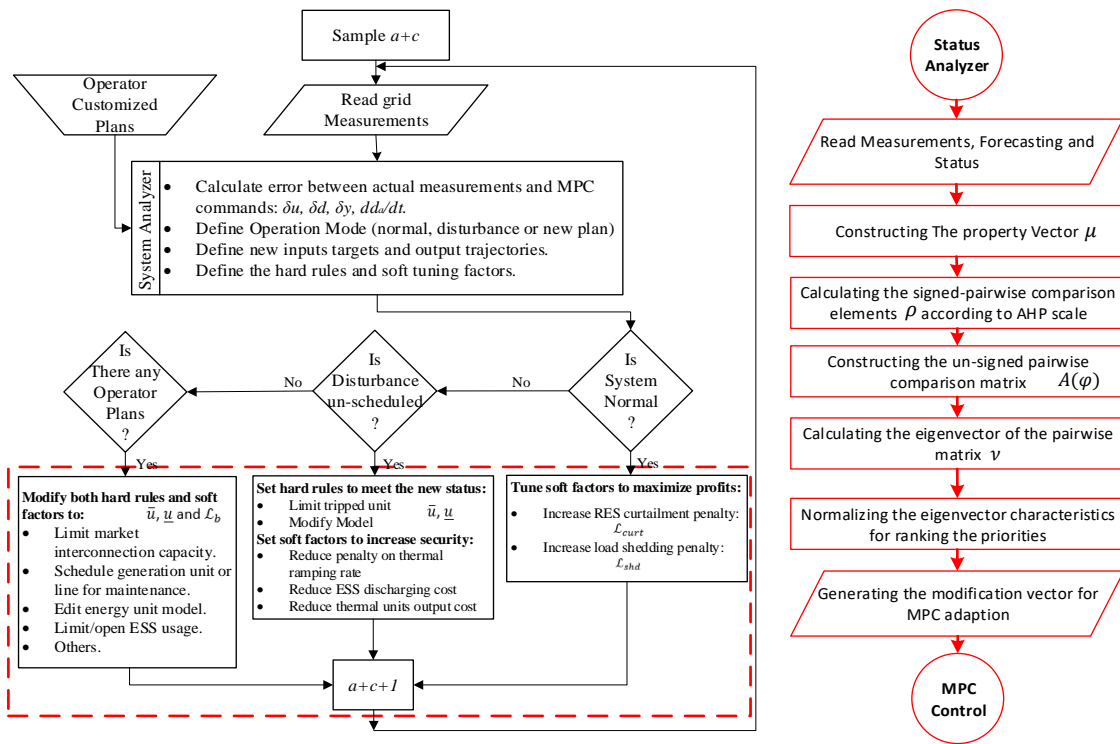 Sample a+c
Operator
Customized
Plans
Read grid
Measurements
System Analyzer
• Calculate error between actual measurements and MPC
commands: δu, δd, δy, ddₐ/dt.
• Define Operation Mode (normal, disturbance or new plan)
• Define new inputs targets and output trajectories.
• Define the hard rules and soft tuning factors.
Is
There any
Operator
Plans
?
No
Is
Disturbance
un-scheduled
?
No
Is
System
Normal
?
Yes
Yes
Yes
Modify both hard rules and soft
factors to: ū, u̲ and ℒ_b
• Limit market
interconnection capacity.
• Schedule generation unit or
line for maintenance.
• Edit energy unit model.
• Limit/open ESS usage.
• Others.
Set hard rules to meet the new status:
• Limit tripped unit ū, u̲
• Modify Model
Set soft factors to increase security:
• Reduce penalty on thermal
ramping rate
• Reduce ESS discharging cost
• Reduce thermal units output cost
Tune soft factors to maximize profits:
• Increase RES curtailment penalty:
ℒ_curt
• Increase load shedding penalty:
ℒ_shd
a+c+1
Status
Analyzer
Read Measurements, Forecasting and
Status
Constructing The property Vector μ
Calculating the signed-pairwise comparison
elements ρ according to AHP scale
Constructing the un-signed pairwise
comparison matrix A(φ)
Calculating the eigenvector of the pairwise
matrix ν
Normalizing the eigenvector characteristics
for ranking the priorities
Generating the modification vector for
MPC adaption
MPC
Control